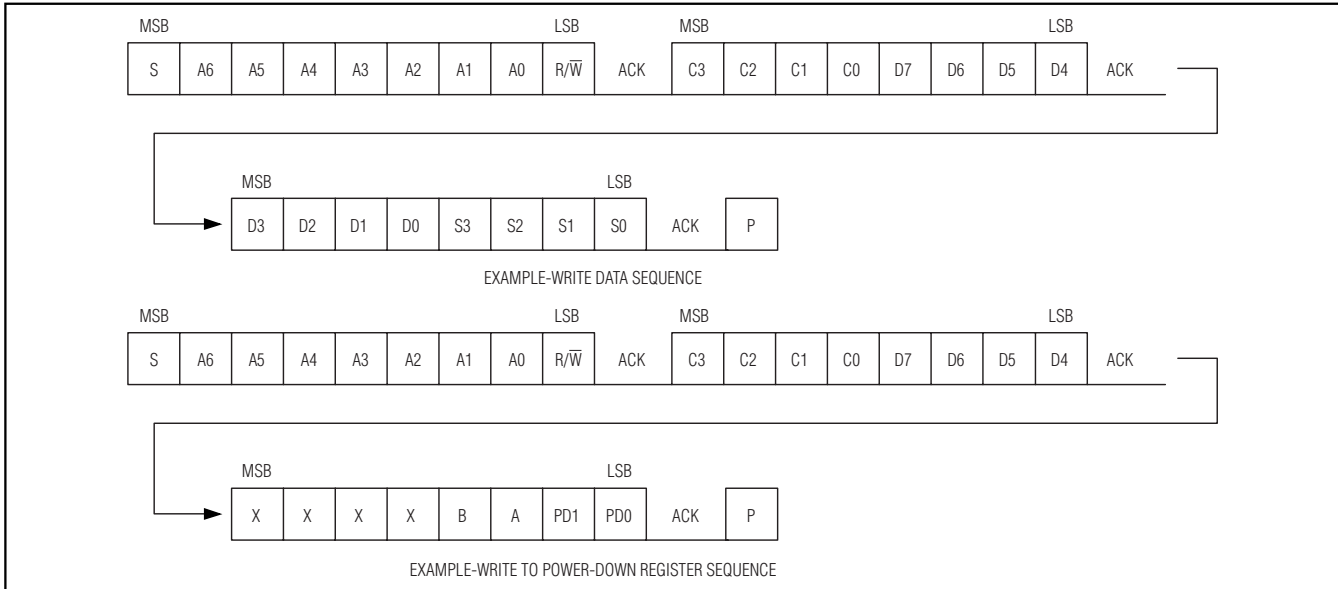 MSB LSB MSB LSB
S A6 A5 A4 A3 A2 A1 A0 R/W̅ ACK C3 C2 C1 C0 D7 D6 D5 D4 ACK
MSB LSB
D3 D2 D1 D0 S3 S2 S1 S0 ACK P
EXAMPLE-WRITE DATA SEQUENCE
MSB LSB MSB LSB
S A6 A5 A4 A3 A2 A1 A0 R/W̅ ACK C3 C2 C1 C0 D7 D6 D5 D4 ACK
MSB LSB
X X X X B A PD1 PD0 ACK P
EXAMPLE-WRITE TO POWER-DOWN REGISTER SEQUENCE